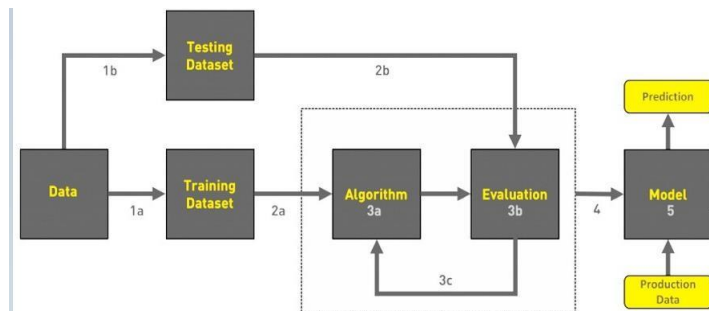 Testing
Dataset
1b
2b
Prediction
Data
Training
Dataset
Algorithm
3a
Evaluation
3b
Model
5
1a
2a
4
3c
Production
Data